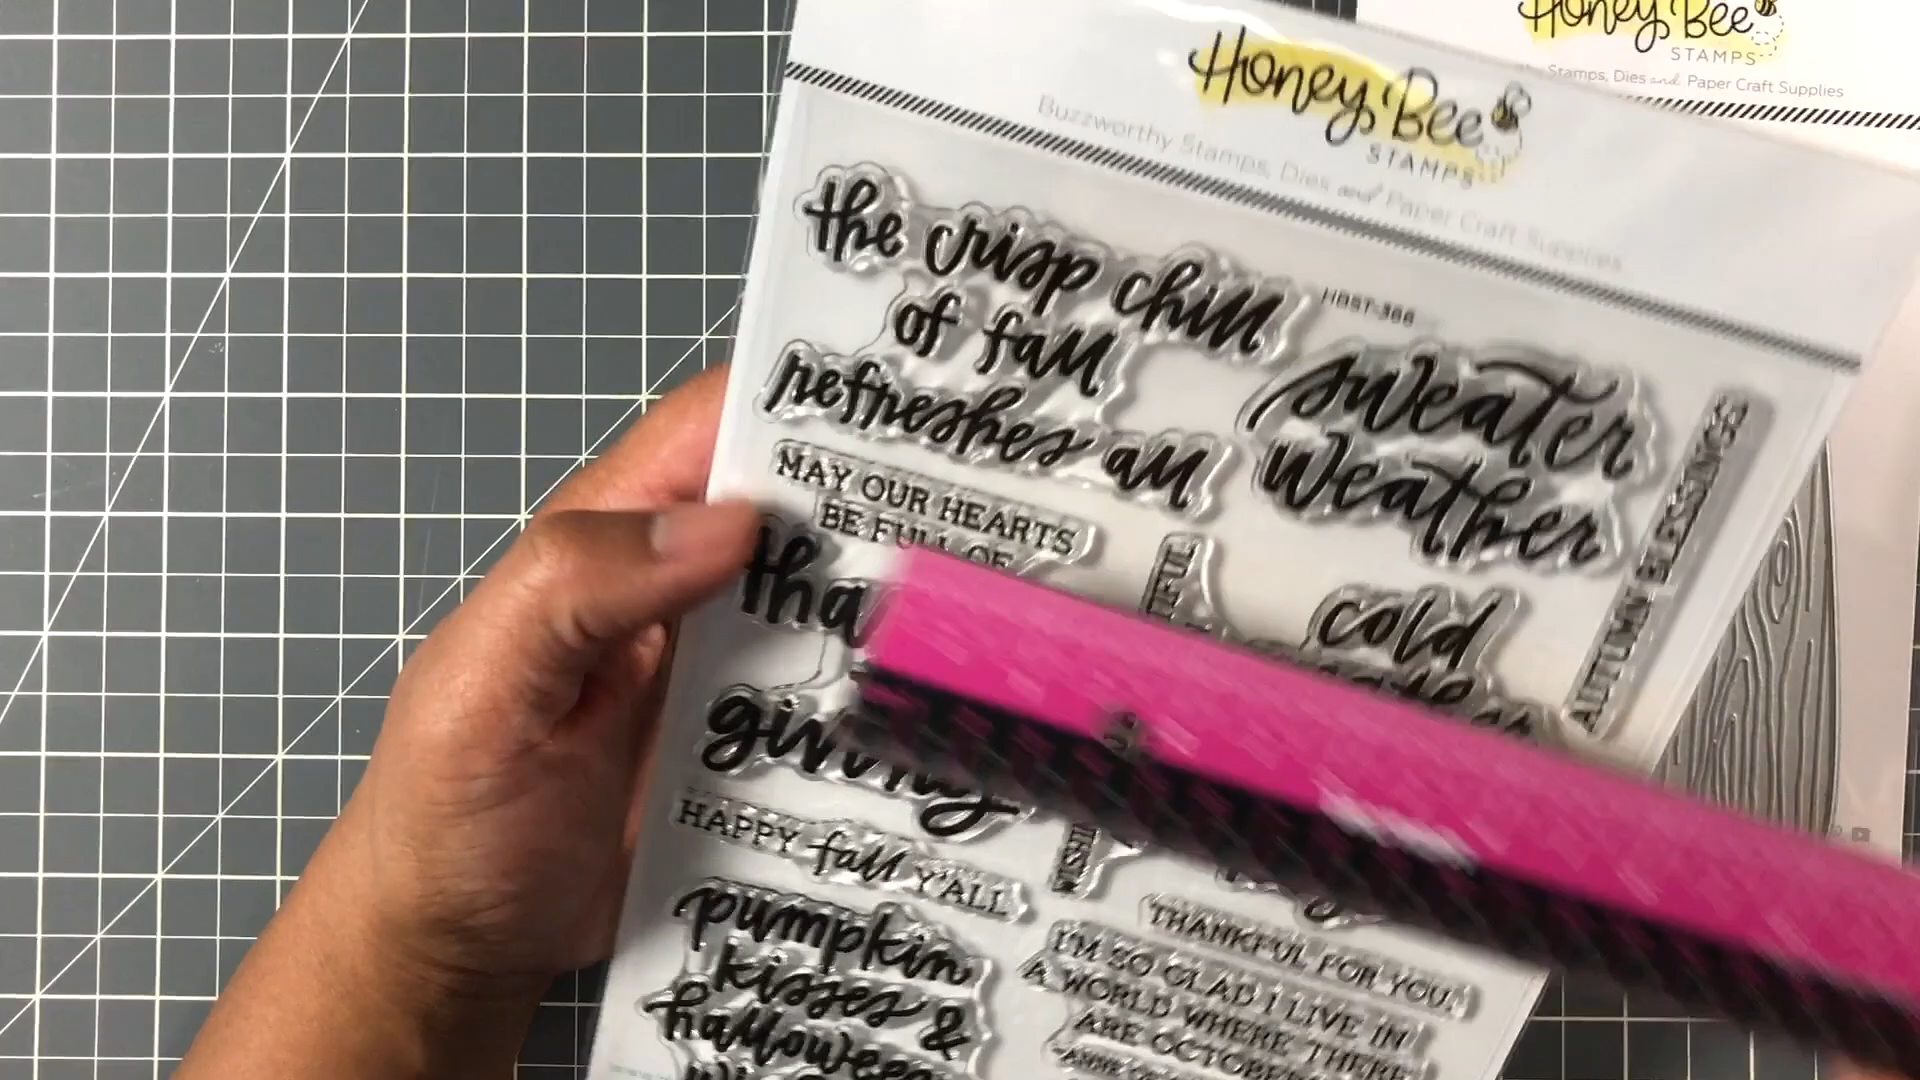 Honey Bee
STAMPS
Stamps, Dies and Paper Craft Supplies
Honey Bee
STAMPS
Buzzworthy Stamps, Dies and Paper Craft Supplies
HBST-366
the crisp chill
of fall
refreshes all
sweater
weather
AUTUMN BLESSINGS
MAY OUR HEARTS
BE FULL OF
cold
HAPPY fall Y'ALL
THANKFUL FOR YOU.
pumpkin
kisses &
halloween
I'M SO GLAD I LIVE IN
A WORLD WHERE THERE
ARE OCTOBER